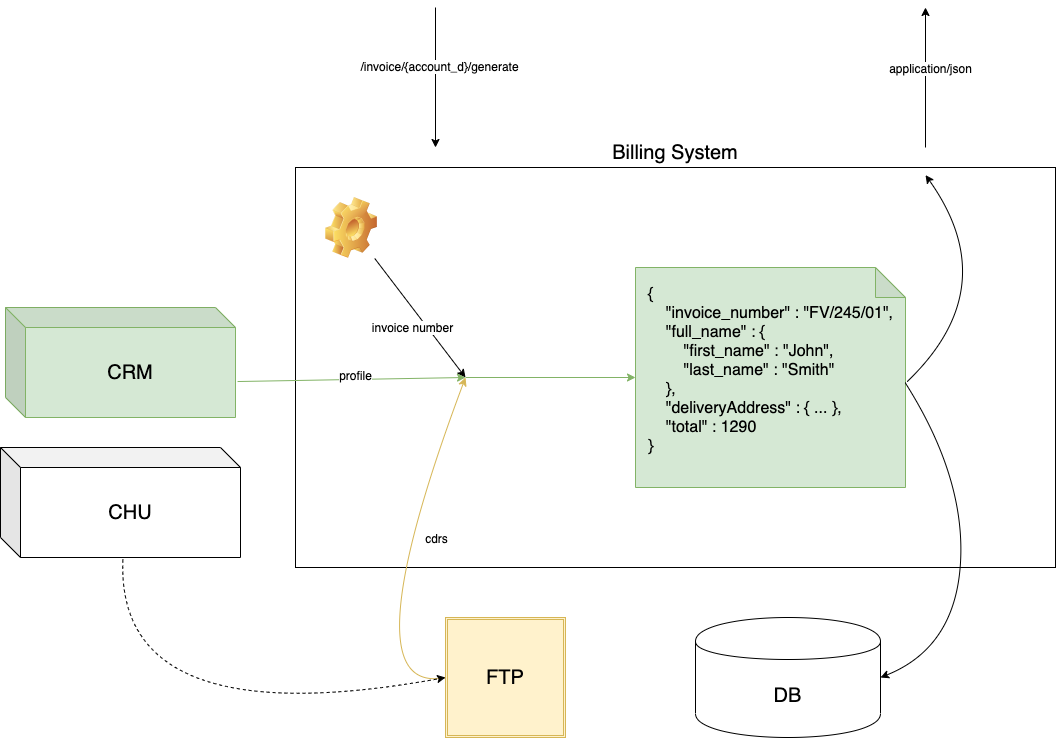 /invoice/{account_d}/generate
application/json
Billing System
invoice number
{
"invoice_number" : "FV/245/01",
"full_name" : {
"first_name" : "John",
"last_name" : "Smith"
},
"deliveryAddress" : { ... },
"total" : 1290
}
CRM
profile
CHU
cdrs
FTP
DB